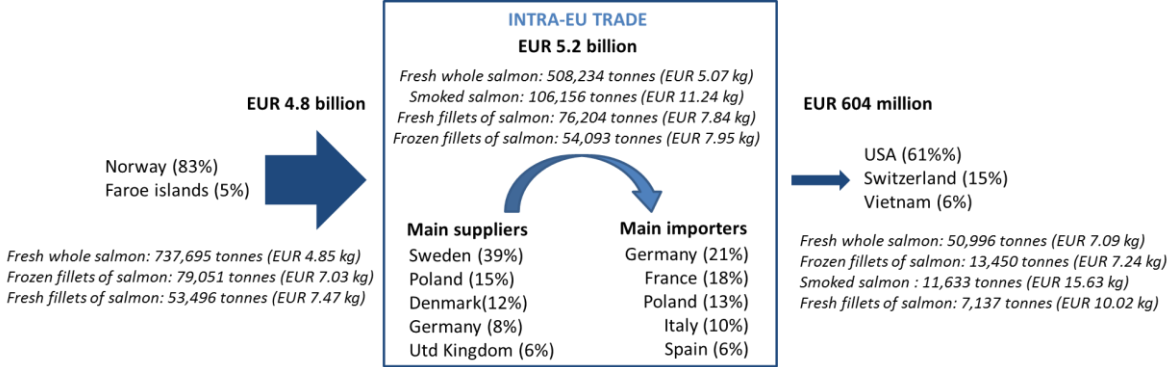 EUR 4.8 billion
Norway (83%)
Faroe islands (5%)
Fresh whole salmon: 737,695 tonnes (EUR 4.85 kg)
Frozen fillets of salmon: 79,051 tonnes (EUR 7.03 kg)
Fresh fillets of salmon: 53,496 tonnes (EUR 7.47 kg)
INTRA-EU TRADE
EUR 5.2 billion
Fresh whole salmon: 508,234 tonnes (EUR 5.07 kg)
Smoked salmon: 106,156 tonnes (EUR 11.24 kg)
Fresh fillets of salmon: 76,204 tonnes (EUR 7.84 kg)
Frozen fillets of salmon: 54,093 tonnes (EUR 7.95 kg)
Main suppliers
Sweden (39%)
Poland (15%)
Denmark(12%)
Germany (8%)
Utd Kingdom (6%)
Main importers
Germany (21%)
France (18%)
Poland (13%)
Italy (10%)
Spain (6%)
EUR 604 million
USA (61%%)
Switzerland (15%)
Vietnam (6%)
Fresh whole salmon: 50,996 tonnes (EUR 7.09 kg)
Frozen fillets of salmon: 13,450 tonnes (EUR 7.24 kg)
Smoked salmon : 11,633 tonnes (EUR 15.63 kg)
Fresh fillets of salmon: 7,137 tonnes (EUR 10.02 kg)